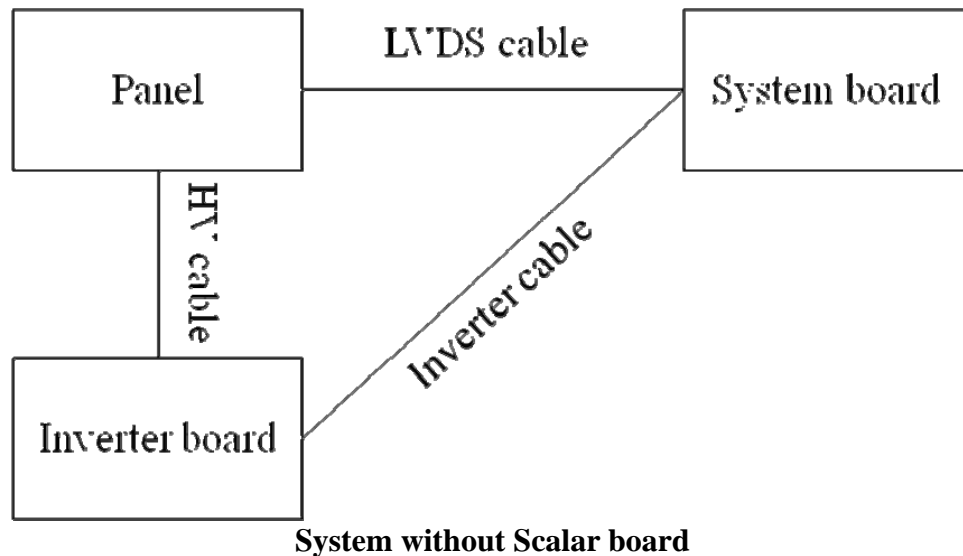 LVDS cable
Panel
System board
HV cable
Inverter cable
Inverter board
System without Scalar board